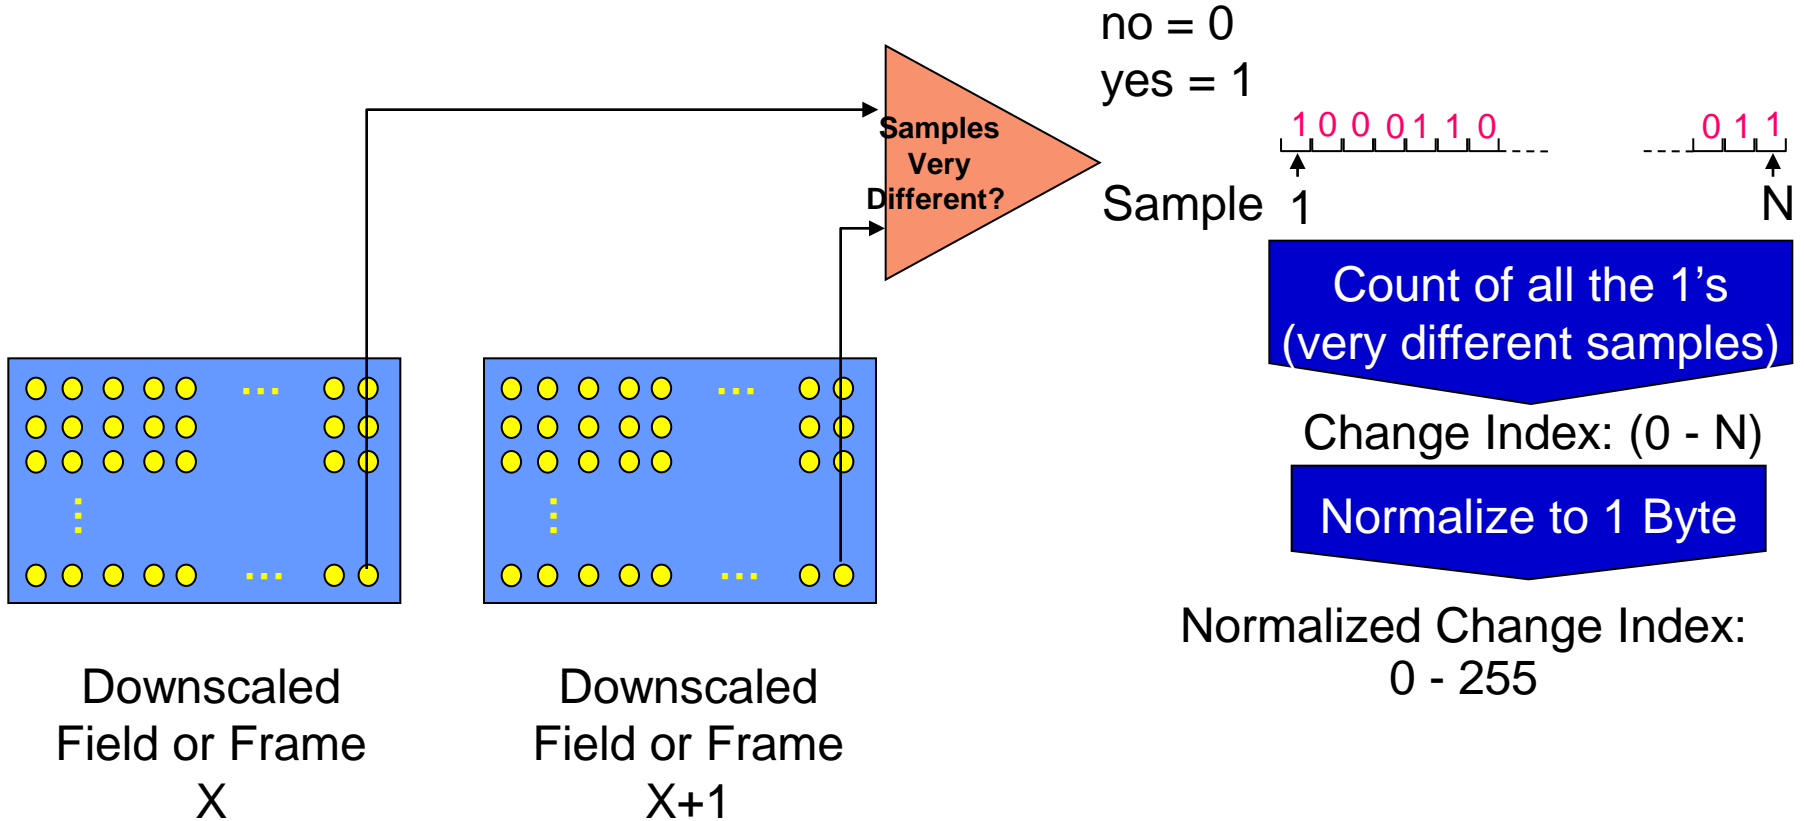 no = 0
yes = 1
Samples
Very
Different?
1 0 0 0 1 1 0
0 1 1
Sample 1
N
Count of all the 1's
(very different samples)
Change Index: (0 - N)
Normalize to 1 Byte
Normalized Change Index:
0 - 255
...
...
...
...
...
...
Downscaled
Field or Frame
X
Downscaled
Field or Frame
X+1